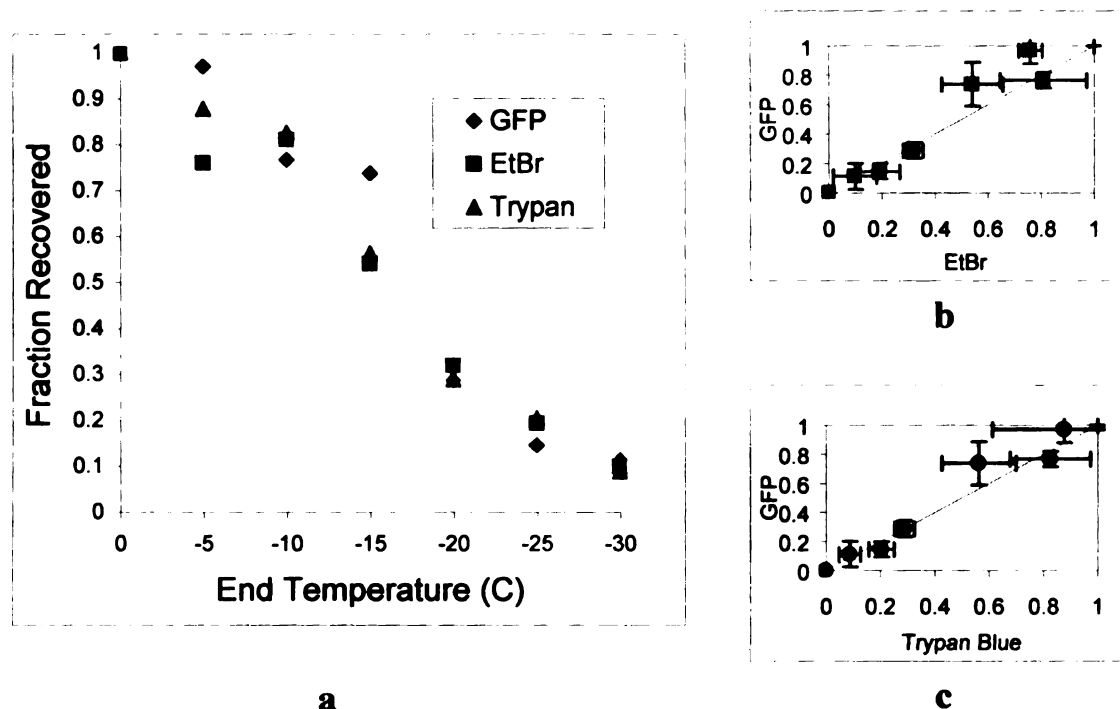 Fraction Recovered
1
0.9
0.8
0.7
0.6
0.5
0.4
0.3
0.2
0.1
0
0 -5 -10 -15 -20 -25 -30
End Temperature (C)
GFP
EtBr
Trypan
a
GFP
1
0.8
0.6
0.4
0.2
0
0 0.2 0.4 0.6 0.8 1
EtBr
b
GFP
1
0.8
0.6
0.4
0.2
0
0 0.2 0.4 0.6 0.8 1
Trypan Blue
c